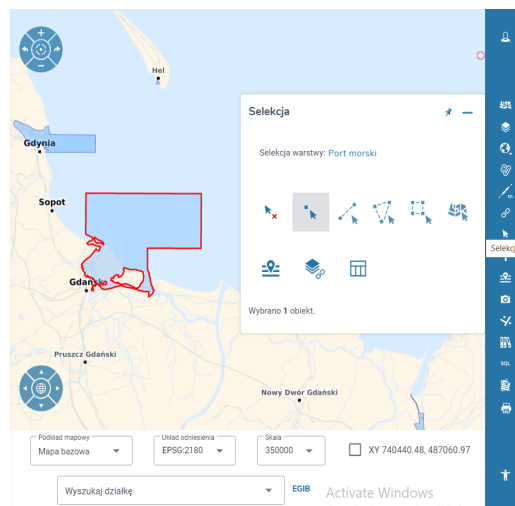 Hel
Selekcja
Gdynia
Selekcja warstwy: Port morski
Sopot
m
Selekcj
Gdańsk
Wybrano 1 obiekt.
SQL
Pruszcz Gdański
Nowy Dwór Gdański
Podkład mapowy
Mapa bazowa
Układ odniesienia
EPSG:2180
Skala
350000
XY 740440.48, 487060.97
Wyszukaj działkę
EGIB
Activate Windows